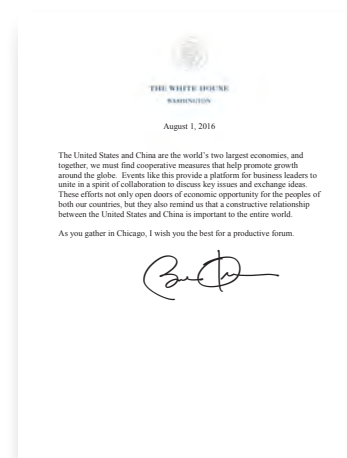 THE WHITE HOUSE
WASHINGTON
August 1, 2016
The United States and China are the world's two largest economies, and
together, we must find cooperative measures that help promote growth
around the globe.  Events like this provide a platform for business leaders to
unite in a spirit of collaboration to discuss key issues and exchange ideas.
These efforts not only open doors of economic opportunity for the peoples of
both our countries, but they also remind us that a constructive relationship
between the United States and China is important to the entire world.
As you gather in Chicago, I wish you the best for a productive forum.